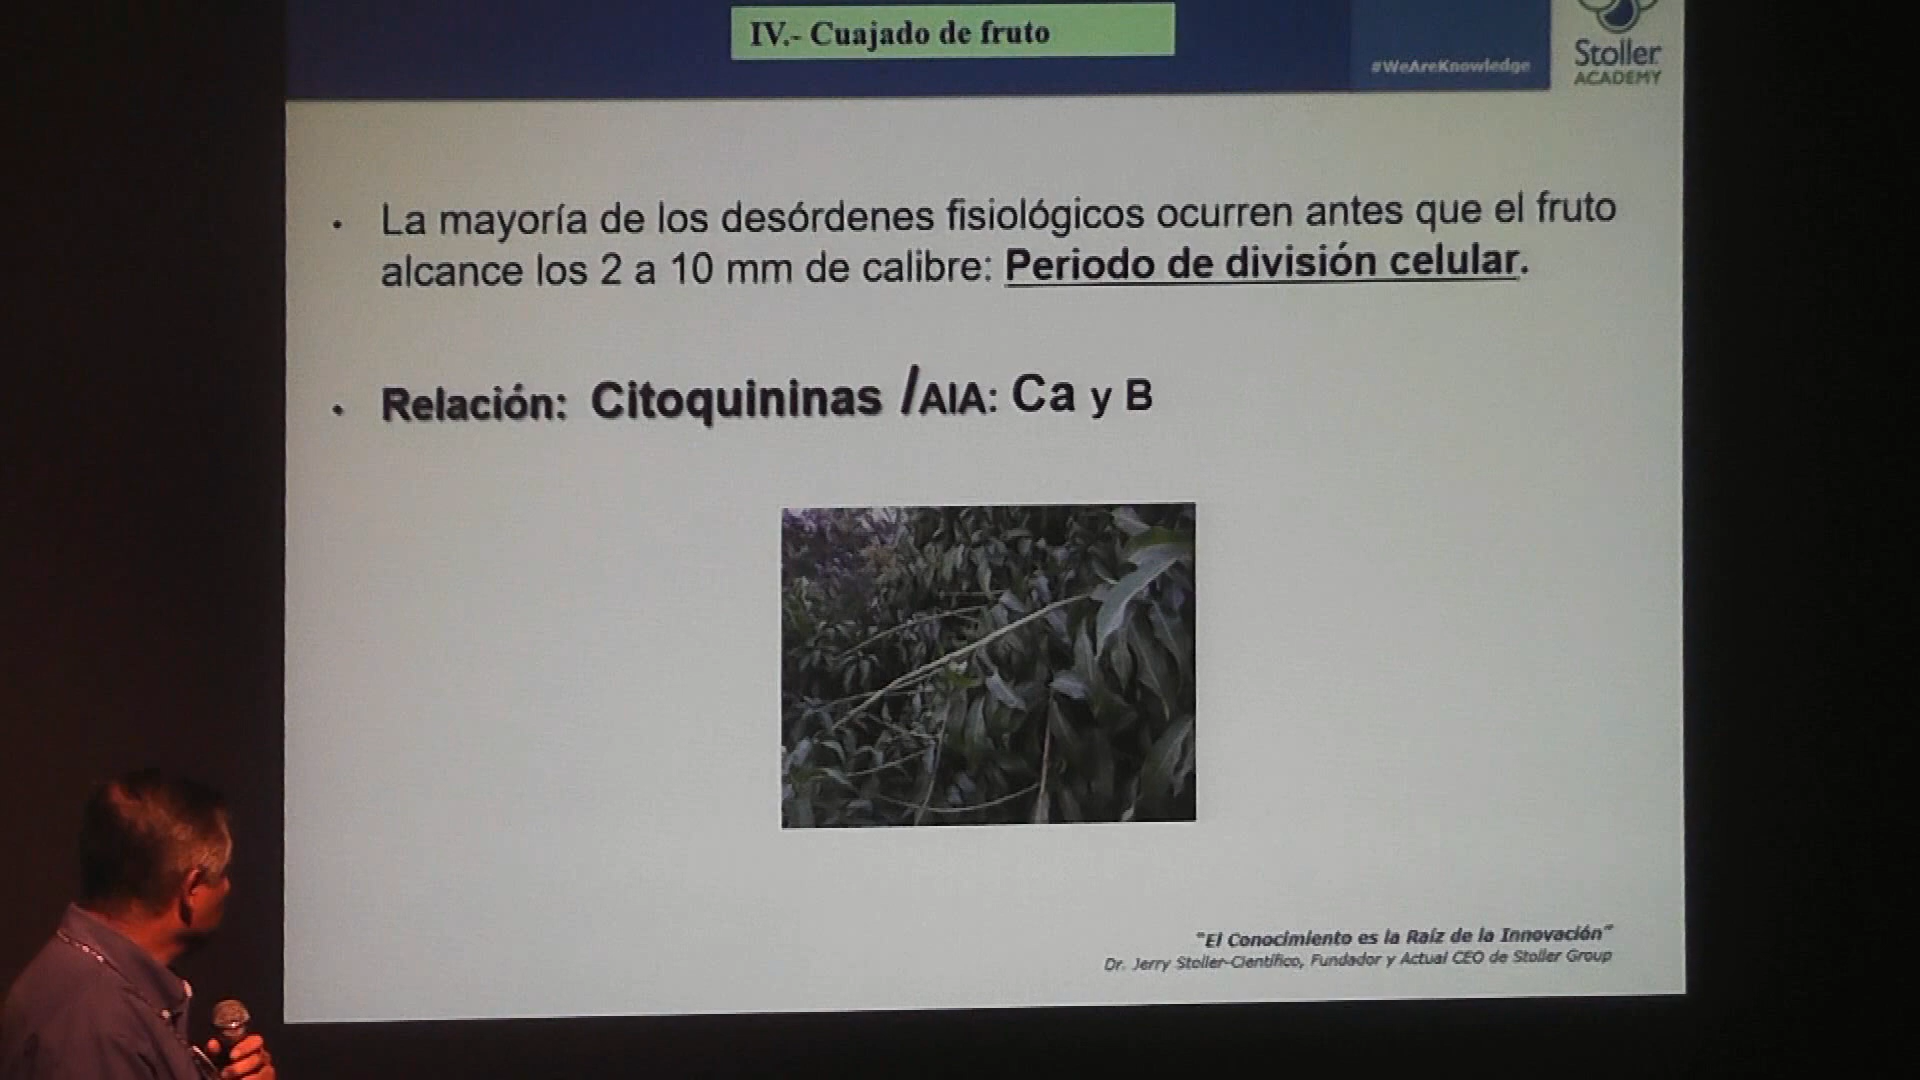 IV.- Cuajado de fruto
#WeAreKnowledge
Stoller
ACADEMY
• La mayoría de los desórdenes fisiológicos ocurren antes que el fruto
alcance los 2 a 10 mm de calibre: Periodo de división celular.
• Relación: Citoquininas /AIA: Ca y B
"El Conocimiento es la Raíz de la Innovación"
Dr. Jerry Stoller-Científico, Fundador y Actual CEO de Stoller Group